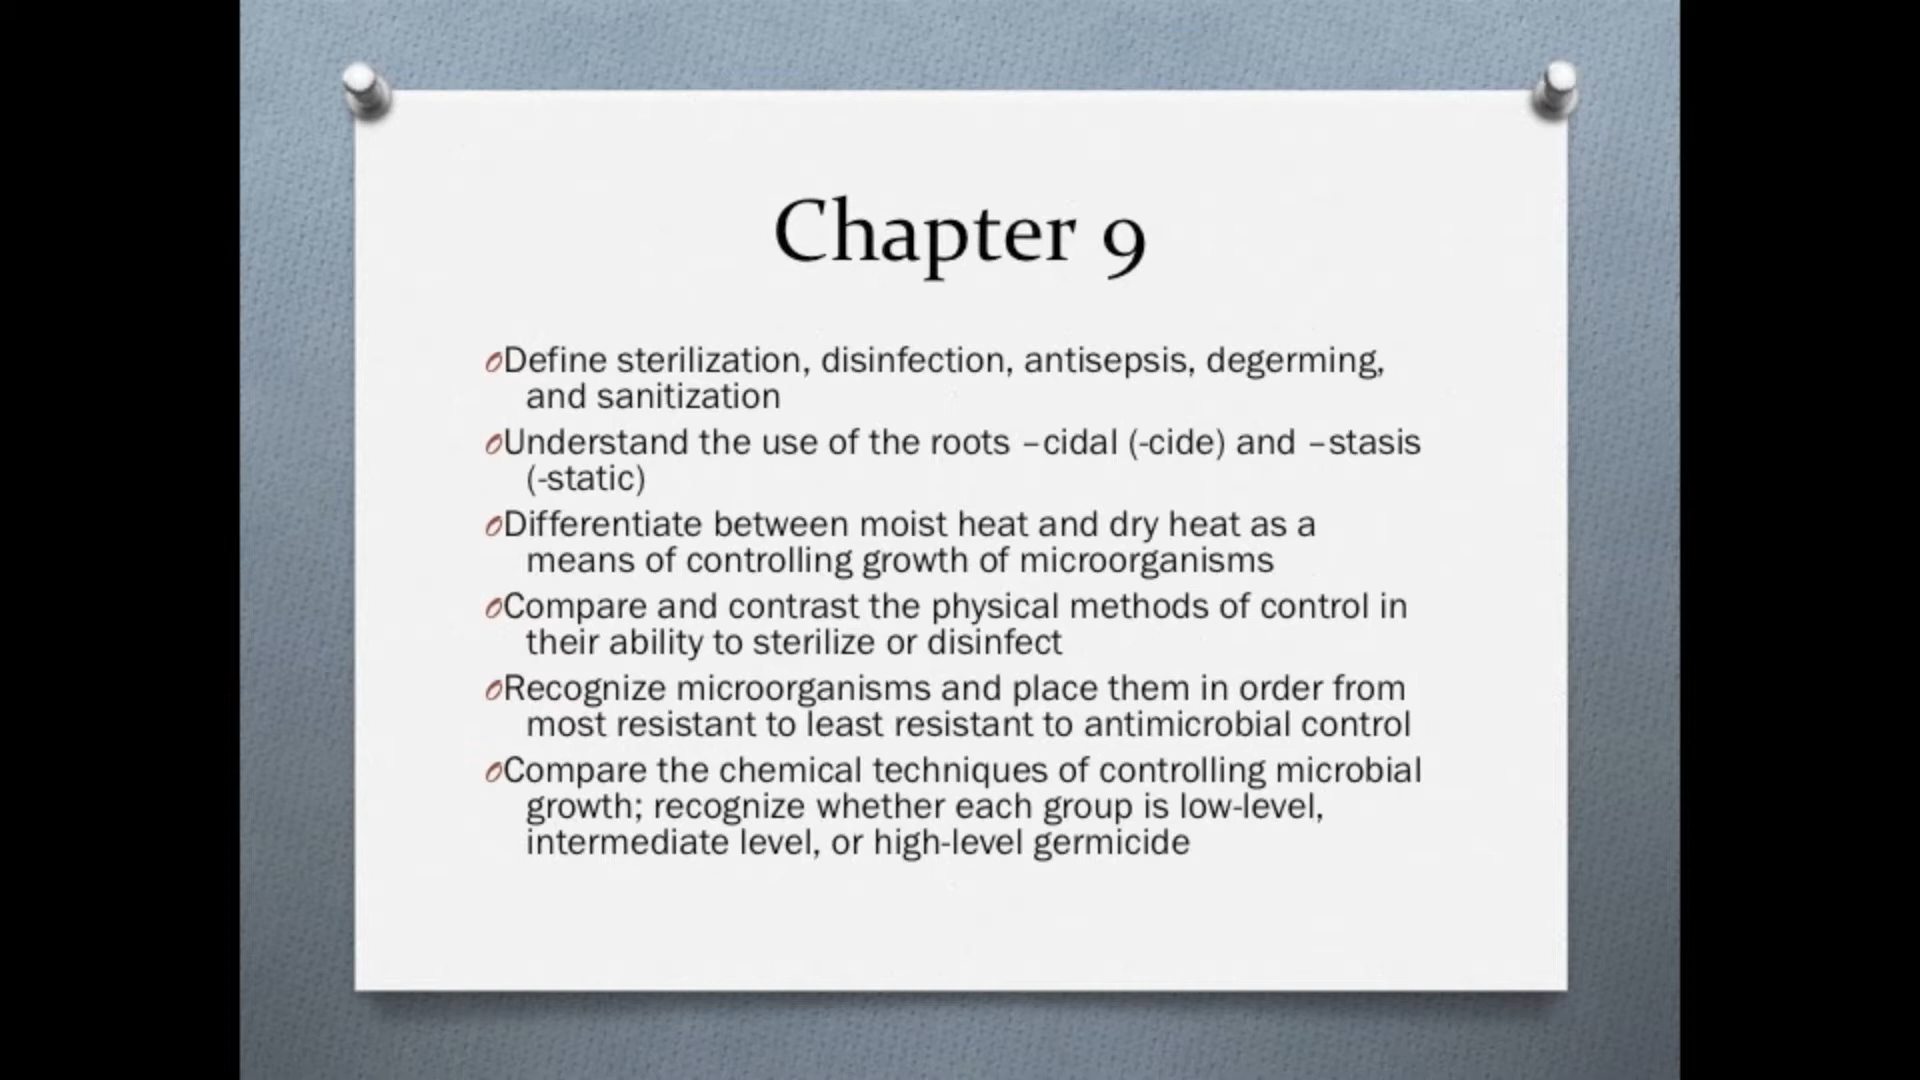 Chapter 9
Define sterilization, disinfection, antisepsis, degerming,
and sanitization
Understand the use of the roots –cidal (-cide) and –stasis
(-static)
Differentiate between moist heat and dry heat as a
means of controlling growth of microorganisms
Compare and contrast the physical methods of control in
their ability to sterilize or disinfect
Recognize microorganisms and place them in order from
most resistant to least resistant to antimicrobial control
Compare the chemical techniques of controlling microbial
growth; recognize whether each group is low-level,
intermediate level, or high-level germicide